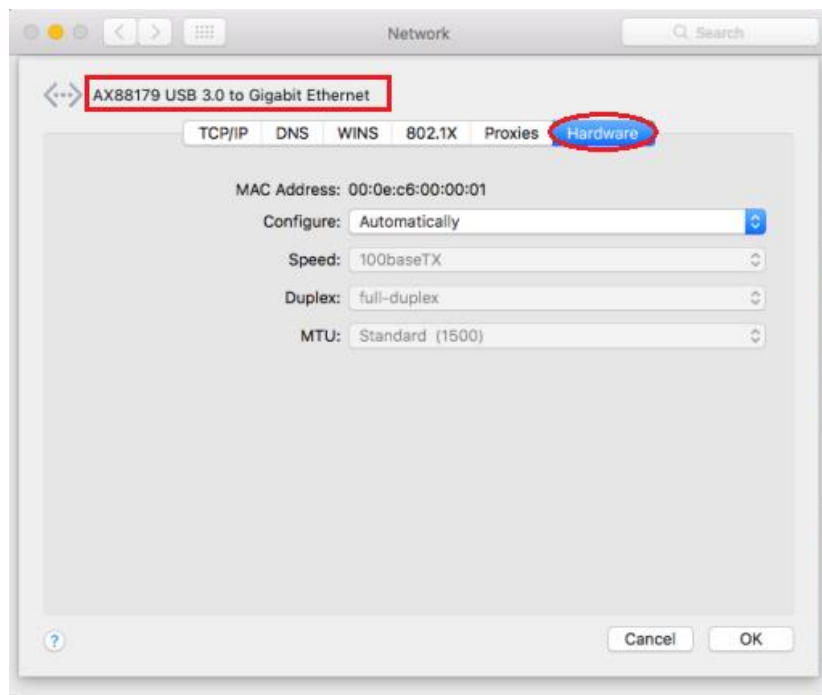 Network
Search
AX88179 USB 3.0 to Gigabit Ethernet
TCP/IP DNS WINS 802.1X Proxies Hardware
MAC Address: 00:0e:c6:00:00:01
Configure: Automatically
Speed: 100baseTX
Duplex: full-duplex
MTU: Standard (1500)
?
Cancel OK